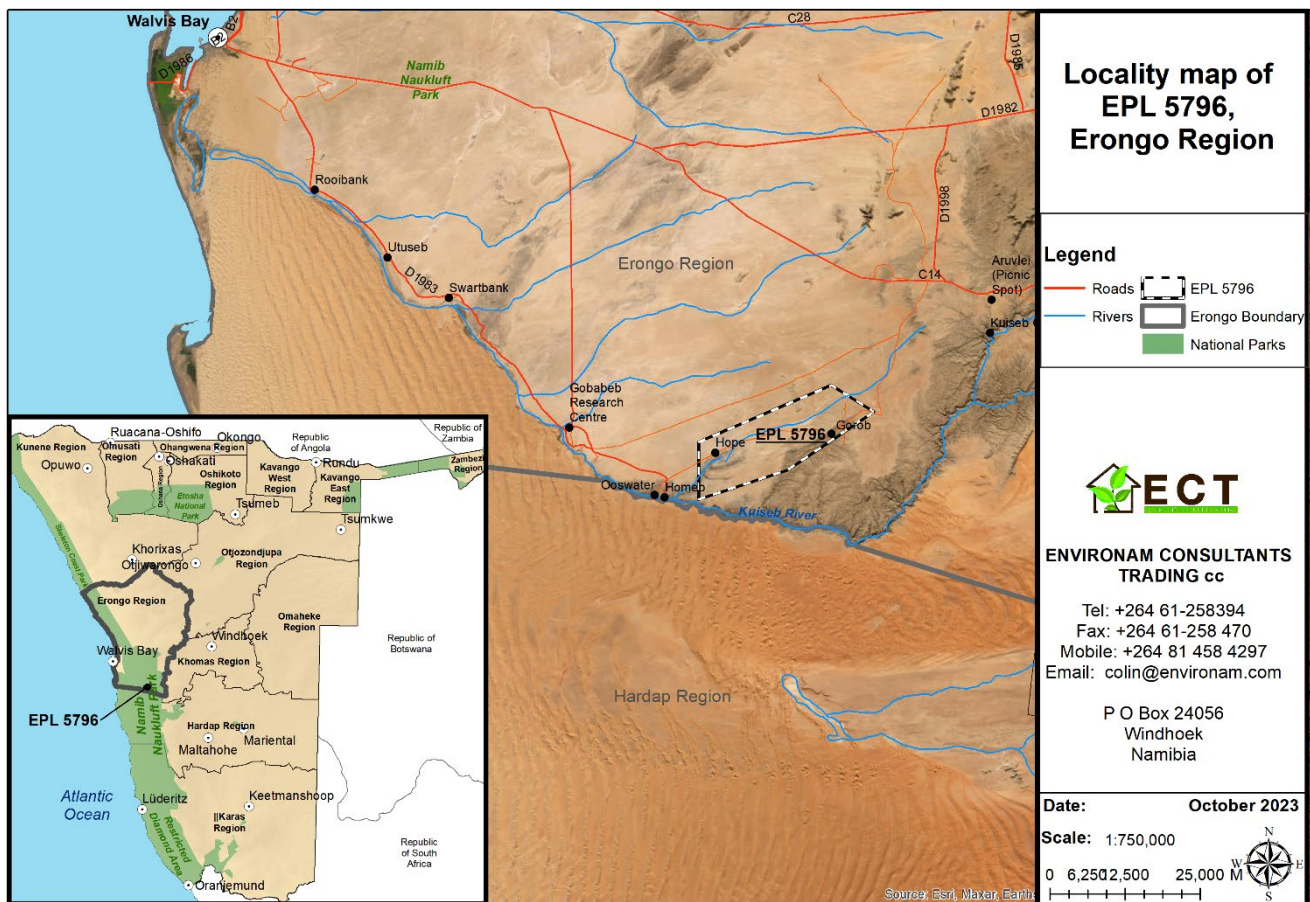 Walvis Bay
B2
B2
D1986
C28
D1985
Namib
Naukluft
Park
D1982
Rooibank
D1998
Utuseb
Erongo Region
D1983
Swartbank
C14
Aruvlei
(Picnic
Spot)
Kuiseb
Gobabeb
Research
Centre
EPL 5796
Gorob
Hope
Ooswater
Homeb
Kuiseb River
Hardap Region
Source: Esri, Maxar, Earths
Ruacana-Oshifo
Okongo
Republic
of Angola
Republic of
Zambia
Kunene Region
Omusati
Region
Ohangwena Region
Opuwo
Oshakati
Oshana Region
Oshikoto
Region
Kavango
West
Region
Rundu
Kavango
East
Region
Zambezi
Region
Etosha
National
Park
Tsumeb
Tsumkwe
Skeleton Coast Park
Khorixas
Otjiwarongo
Otjozondjupa
Region
Erongo Region
Omaheke
Region
Windhoek
Walvis Bay
Khomas Region
Republic of
Botswana
EPL 5796
Namib
Naukluft Park
Hardap Region
Mariental
Maltahohe
Atlantic
Ocean
Lüderitz
Keetmanshoop
||Karas
Region
Restricted
Diamond Area
Republic
of South
Africa
Oranjemund
Locality map of
EPL 5796,
Erongo Region
Legend
Roads
EPL 5796
Rivers
Erongo Boundary
National Parks
ECT
ENVIRONAM CONSULTANTS
TRADING cc
Tel: +264 61-258394
Fax: +264 61-258 470
Mobile: +264 81 458 4297
Email: colin@environam.com
P O Box 24056
Windhoek
Namibia
Date: October 2023
Scale: 1:750,000
0 6,250 12,500 25,000 M
N
W E
S